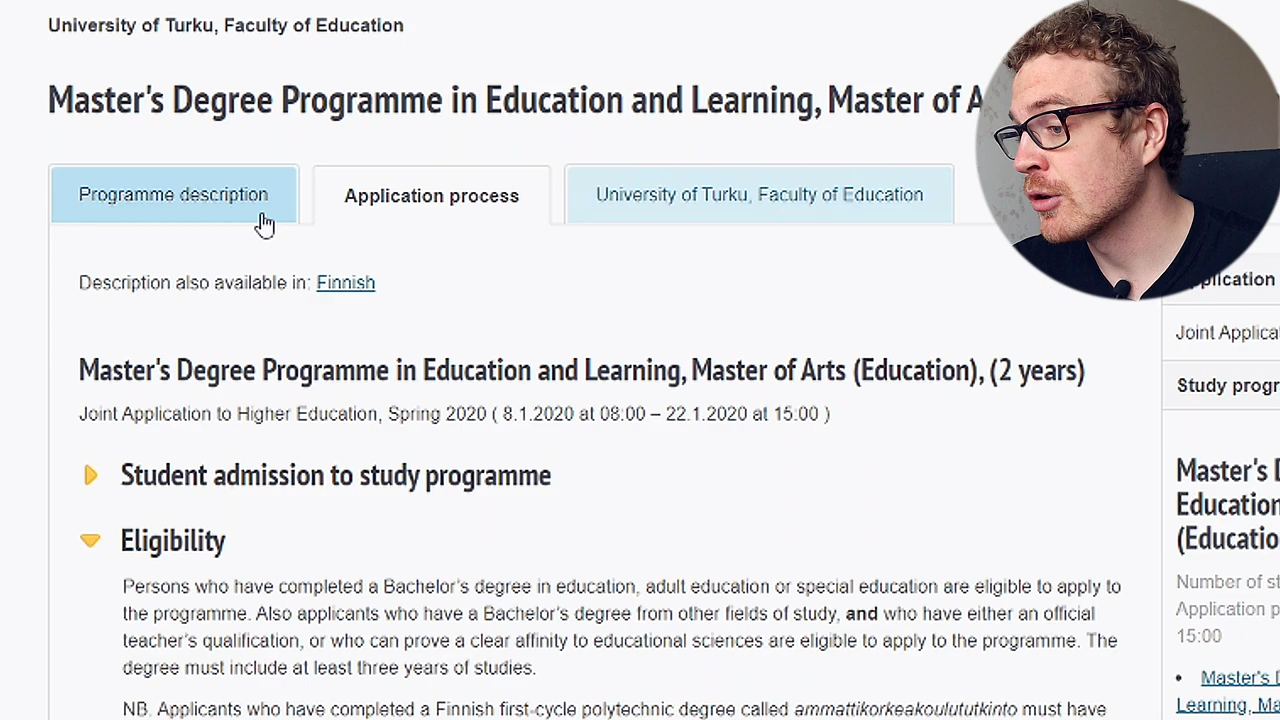 University of Turku, Faculty of Education
Master's Degree Programme in Education and Learning, Master of A
Programme description
Application process
University of Turku, Faculty of Education
Description also available in: Finnish
Master's Degree Programme in Education and Learning, Master of Arts (Education), (2 years)
Joint Application to Higher Education, Spring 2020 ( 8.1.2020 at 08:00 – 22.1.2020 at 15:00 )
Student admission to study programme
Eligibility
Persons who have completed a Bachelor's degree in education, adult education or special education are eligible to apply to
the programme. Also applicants who have a Bachelor's degree from other fields of study, and who have either an official
teacher's qualification, or who can prove a clear affinity to educational sciences are eligible to apply to the programme. The
degree must include at least three years of studies.
NB. Applicants who have completed a Finnish first-cycle polytechnic degree called ammattikorkeakoulututkinto must have
pplication
Joint Applica
Study progr
Master's D
Education
(Educatio
Number of st
Application p
15:00
• Master's D
Learning, Ma